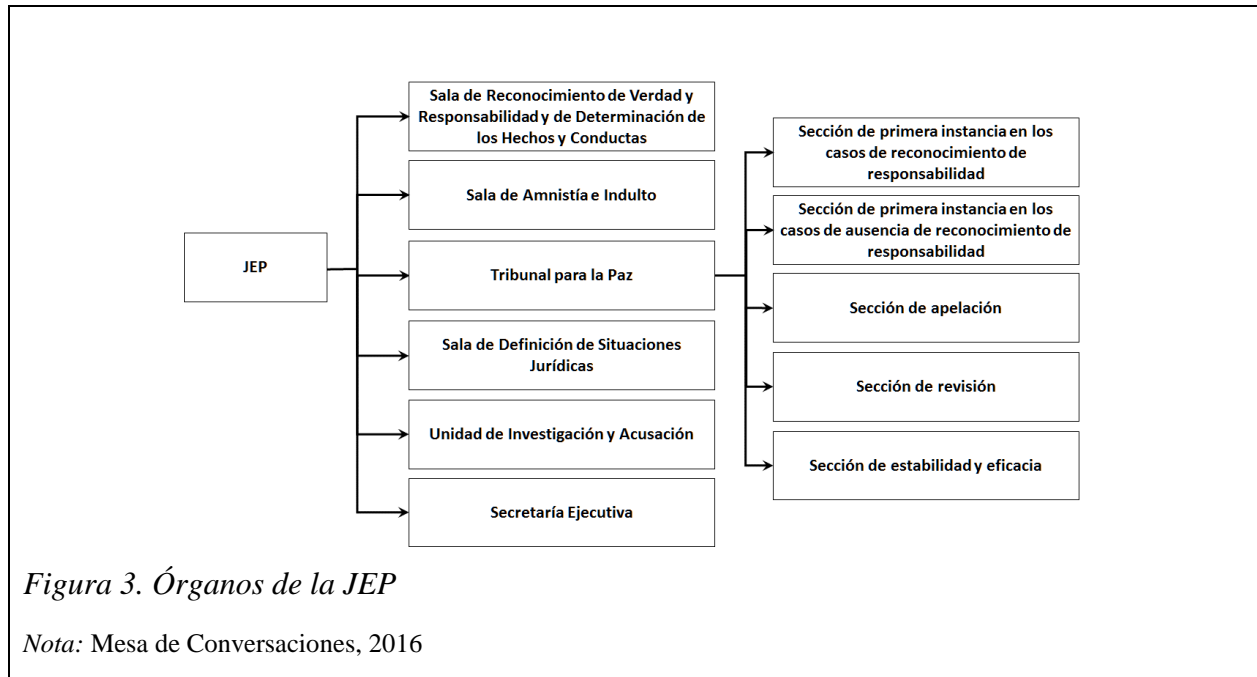 JEP
Sala de Reconocimiento de Verdad y
Responsabilidad y de Determinación de
los Hechos y Conductas
Sala de Amnistía e Indulto
Tribunal para la Paz
Sala de Definición de Situaciones
Jurídicas
Unidad de Investigación y Acusación
Secretaría Ejecutiva
Sección de primera instancia en los
casos de reconocimiento de
responsabilidad
Sección de primera instancia en los
casos de ausencia de reconocimiento de
responsabilidad
Sección de apelación
Sección de revisión
Sección de estabilidad y eficacia
Figura 3. Órganos de la JEP
Nota: Mesa de Conversaciones, 2016